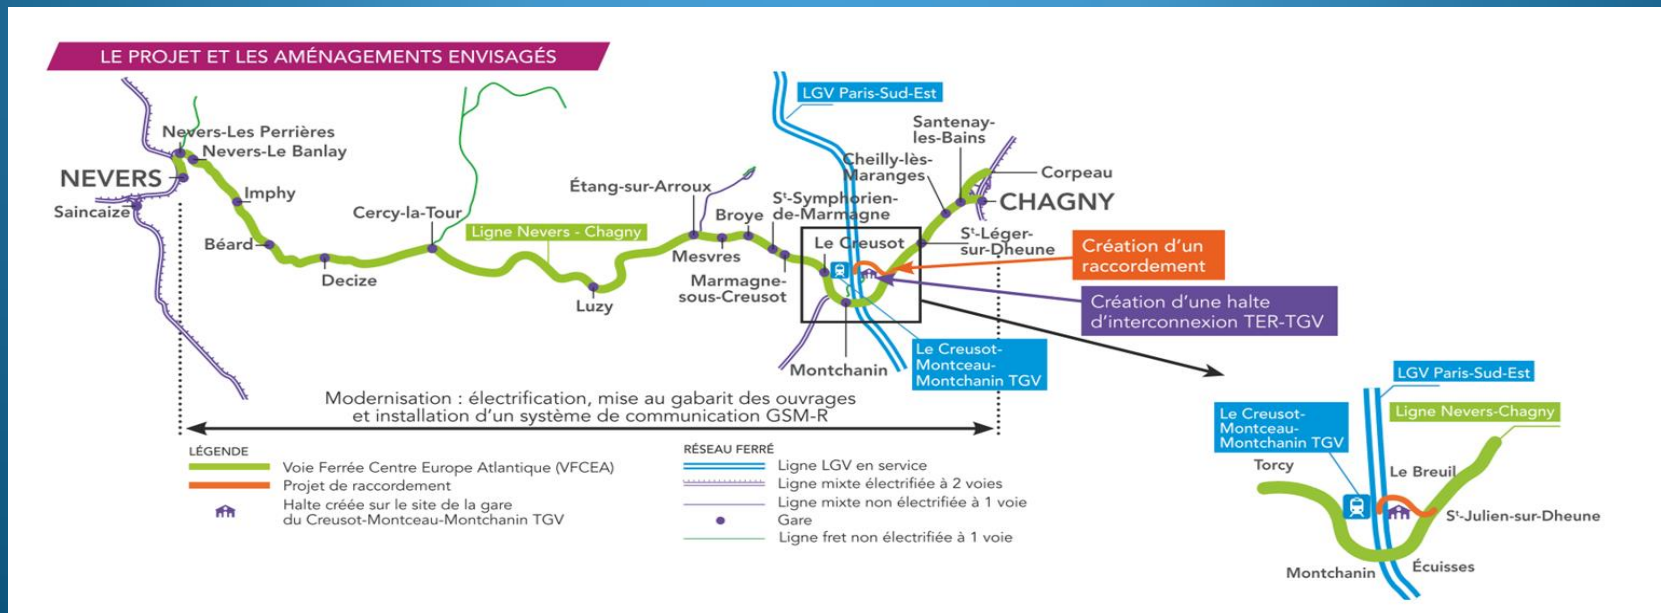 LE PROJET ET LES AMÉNAGEMENTS ENVISAGÉS
LGV Paris-Sud-Est
Nevers-Les Perrières
Nevers-Le Banlay
NEVERS
Saincaize
Imphy
Béard
Decize
Cercy-la-Tour
Ligne Nevers - Chagny
Luzy
Étang-sur-Arroux
Mesvres
Broye
Sᵗ-Symphorien-
de-Marmagne
Marmagne-
sous-Creusot
Le Creusot
Montchanin
Cheilly-lès-
Maranges
Santenay-
les-Bains
Corpeau
CHAGNY
Sᵗ-Léger-
sur-Dheune
Création d'un
raccordement
Création d'une halte
d'interconnexion TER-TGV
Le Creusot-
Montceau-
Montchanin TGV
Modernisation : électrification, mise au gabarit des ouvrages
et installation d'un système de communication GSM-R
LÉGENDE
Voie Ferrée Centre Europe Atlantique (VFCEA)
Projet de raccordement
Halte créée sur le site de la gare
du Creusot-Montceau-Montchanin TGV
RÉSEAU FERRÉ
Ligne LGV en service
Ligne mixte électrifiée à 2 voies
Ligne mixte non électrifiée à 1 voie
Gare
Ligne fret non électrifiée à 1 voie
LGV Paris-Sud-Est
Ligne Nevers-Chagny
Le Creusot-
Montceau-
Montchanin TGV
Torcy
Le Breuil
Sᵗ-Julien-sur-Dheune
Montchanin
Écuisses